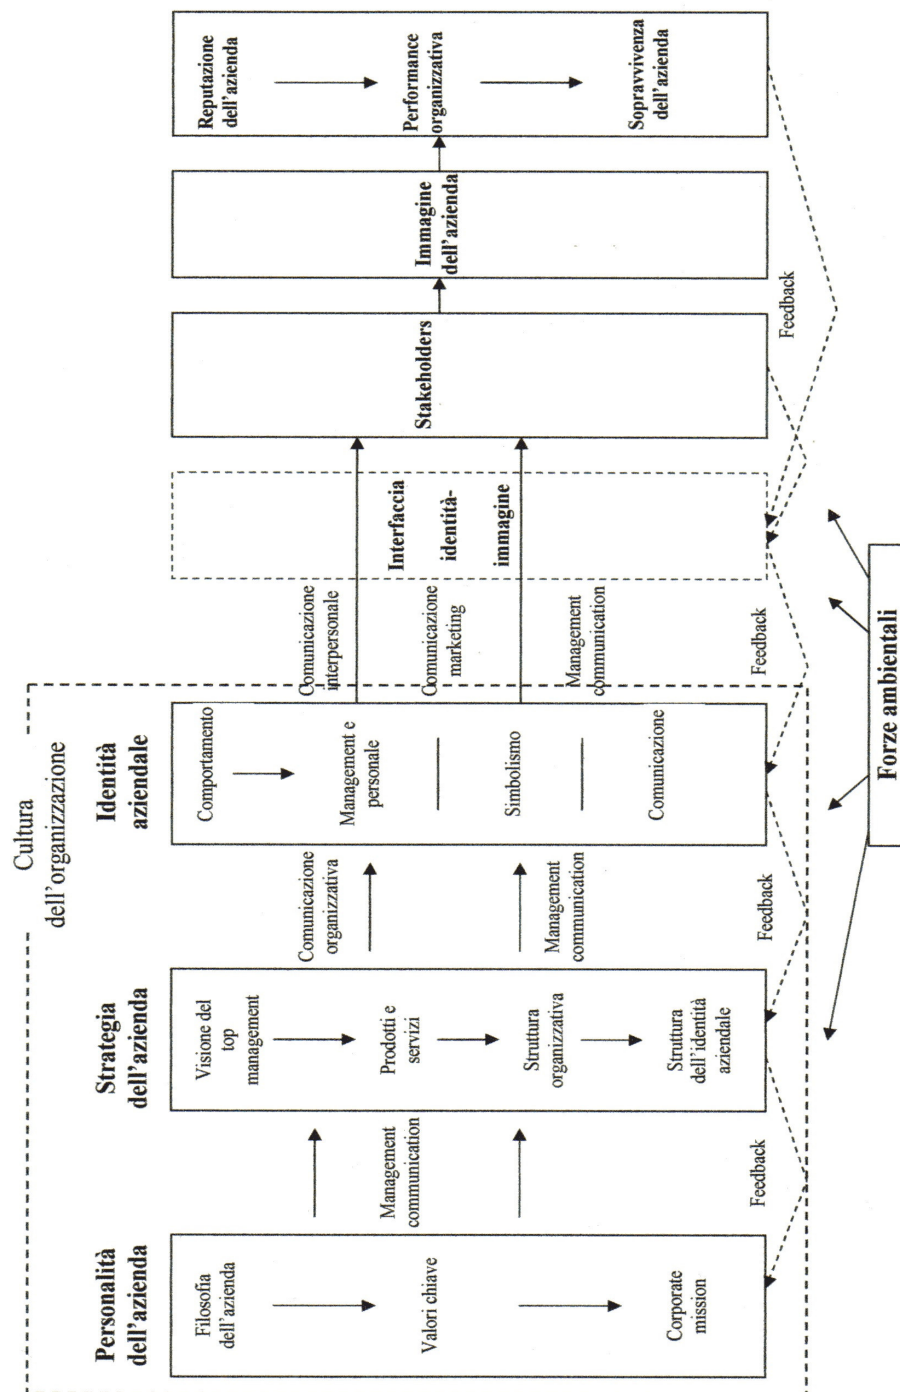 Cultura
dell'organizzazione
Personalità
dell'azienda
Filosofia
dell'azienda
Valori chiave
Corporate
mission
Management
communication
Feedback
Strategia
dell'azienda
Visione del
top
management
Prodotti e
servizi
Struttura
organizzativa
Struttura
dell'identità
aziendale
Comunicazione
organizzativa
Management
communication
Feedback
Identità
aziendale
Comportamento
Management e
personale
Simbolismo
Comunicazione
Comunicazione
interpersonale
Comunicazione
marketing
Management
communication
Feedback
Interfaccia
identità-
immagine
Stakeholders
Feedback
Immagine
dell'azienda
Reputazione
dell'azienda
Performance
organizzativa
Sopravvivenza
dell'azienda
Forze ambientali